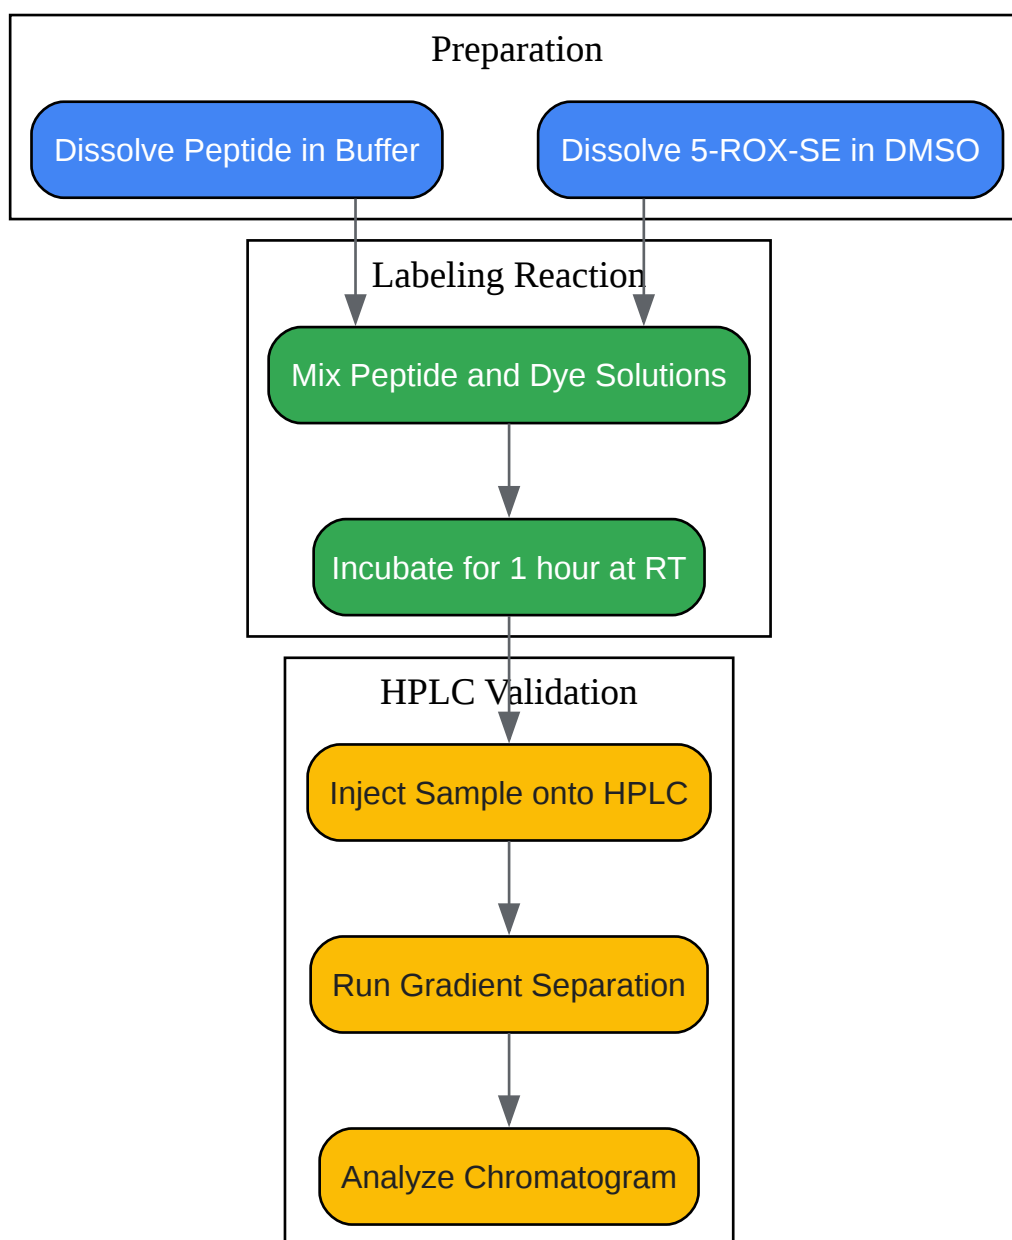 Preparation
Dissolve Peptide in Buffer
Dissolve 5-ROX-SE in DMSO
Labeling Reaction
Mix Peptide and Dye Solutions
Incubate for 1 hour at RT
HPLC Validation
Inject Sample onto HPLC
Run Gradient Separation
Analyze Chromatogram